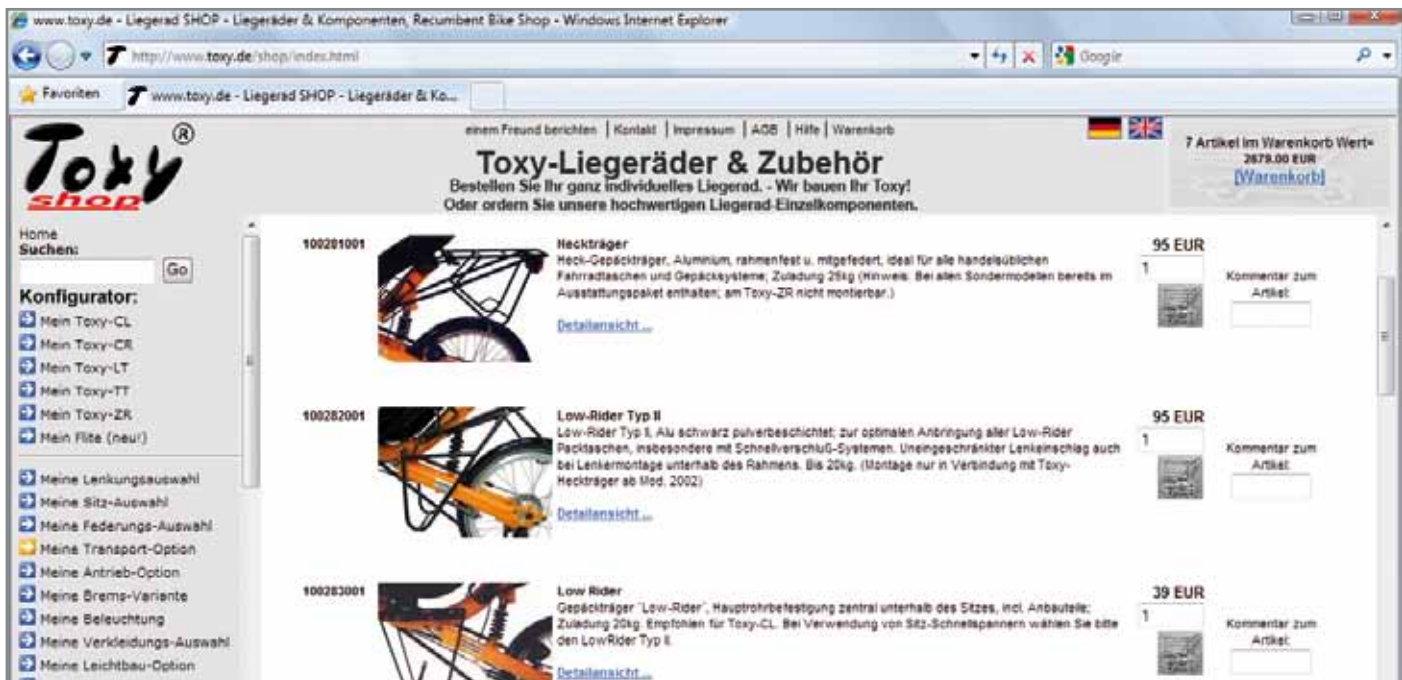 www.toxy.de - Liegerad SHOP - Liegeräder & Komponenten, Recumbent Bike Shop - Windows Internet Explorer
http://www.toxy.de/shop/index.html
Google
Favoriten
www.toxy.de - Liegerad SHOP - Liegeräder & Ko...
Toxy®
shop
einem Freund berichten | Kontakt | Impressum | AGB | Hilfe | Warenkorb
Toxy-Liegeräder & Zubehör
Bestellen Sie Ihr ganz individuelles Liegerad. - Wir bauen Ihr Toxy!
Oder ordern Sie unsere hochwertigen Liegerad-Einzelkomponenten.
7 Artikel im Warenkorb Wert=
2679.00 EUR
[Warenkorb]
Home
Suchen:
Go
Konfigurator:
Mein Toxy-CL
Mein Toxy-CR
Mein Toxy-LT
Mein Toxy-TT
Mein Toxy-ZR
Mein Flite (neu!)
Meine Lenkungsauswahl
Meine Sitz-Auswahl
Meine Federungs-Auswahl
Meine Transport-Option
Meine Antrieb-Option
Meine Brems-Variante
Meine Beleuchtung
Meine Verkleidungs-Auswahl
Meine Leichtbau-Option
100281001
Heckträger
Heck-Gepäckträger, Aluminium, rahmenfest u. mitgefedert, ideal für alle handelsüblichen
Fahrradtaschen und Gepäcksysteme; Zuladung 25kg (Hinweis: Bei allen Sondermodellen bereits im
Ausstattungspaket enthalten; am Toxy-ZR nicht montierbar.)
Detailansicht ...
95 EUR
1
Kommentar zum
Artikel:
100282001
Low-Rider Typ II
Low-Rider Typ II, Alu schwarz pulverbeschichtet; zur optimalen Anbringung aller Low-Rider
Packtaschen, insbesondere mit Schnellverschluß-Systemen. Uneingeschränkter Lenkeinschlag auch
bei Lenkermontage unterhalb des Rahmens. Bis 20kg. (Montage nur in Verbindung mit Toxy-
Heckträger ab Mod. 2002)
Detailansicht ...
95 EUR
1
Kommentar zum
Artikel:
100283001
Low Rider
Gepäckträger "Low-Rider", Hauptrohrbefestigung zentral unterhalb des Sitzes, incl. Anbauteile;
Zuladung 20kg. Empfohlen für Toxy-CL. Bei Verwendung von Sitz-Schnellspannern wählen Sie bitte
den LowRider Typ II.
Detailansicht ...
39 EUR
1
Kommentar zum
Artikel: